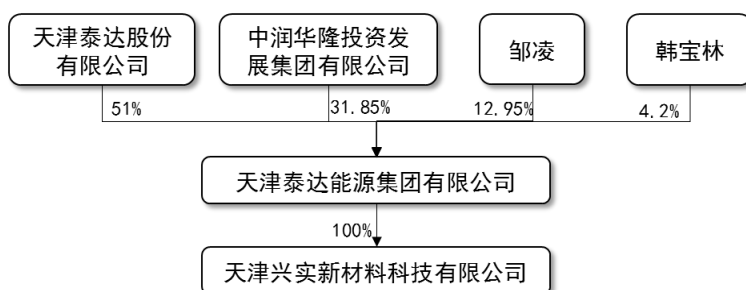 天津泰达股份
有限公司
中润华隆投资发
展集团有限公司
邹凌
韩宝林
51%
31.85%
12.95%
4.2%
天津泰达能源集团有限公司
100%
天津兴实新材料科技有限公司